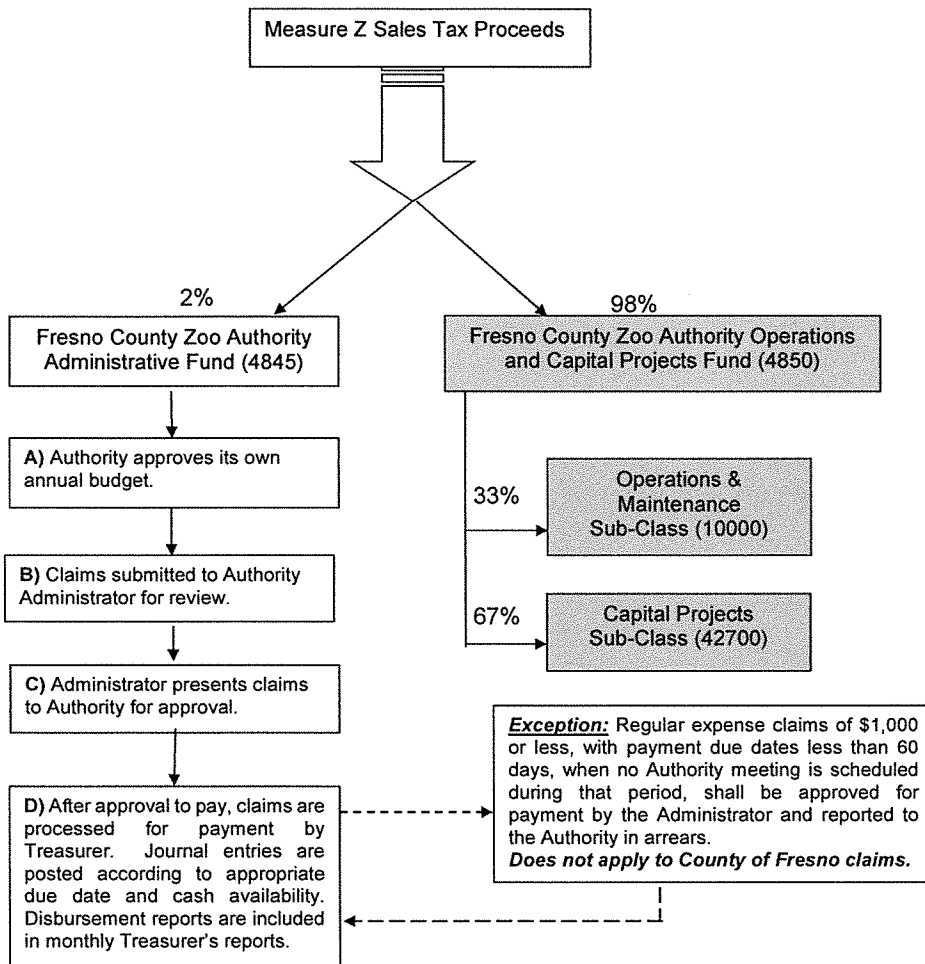 Measure Z Sales Tax Proceeds
2%
98%
Fresno County Zoo Authority
Administrative Fund (4845)
Fresno County Zoo Authority Operations
and Capital Projects Fund (4850)
A) Authority approves its own
annual budget.
33%
Operations &
Maintenance
Sub-Class (10000)
B) Claims submitted to Authority
Administrator for review.
67%
Capital Projects
Sub-Class (42700)
C) Administrator presents claims
to Authority for approval.
Exception: Regular expense claims of $1,000
or less, with payment due dates less than 60
days, when no Authority meeting is scheduled
during that period, shall be approved for
payment by the Administrator and reported to
the Authority in arrears.
Does not apply to County of Fresno claims.
D) After approval to pay, claims are
processed for payment by
Treasurer. Journal entries are
posted according to appropriate
due date and cash availability.
Disbursement reports are included
in monthly Treasurer's reports.